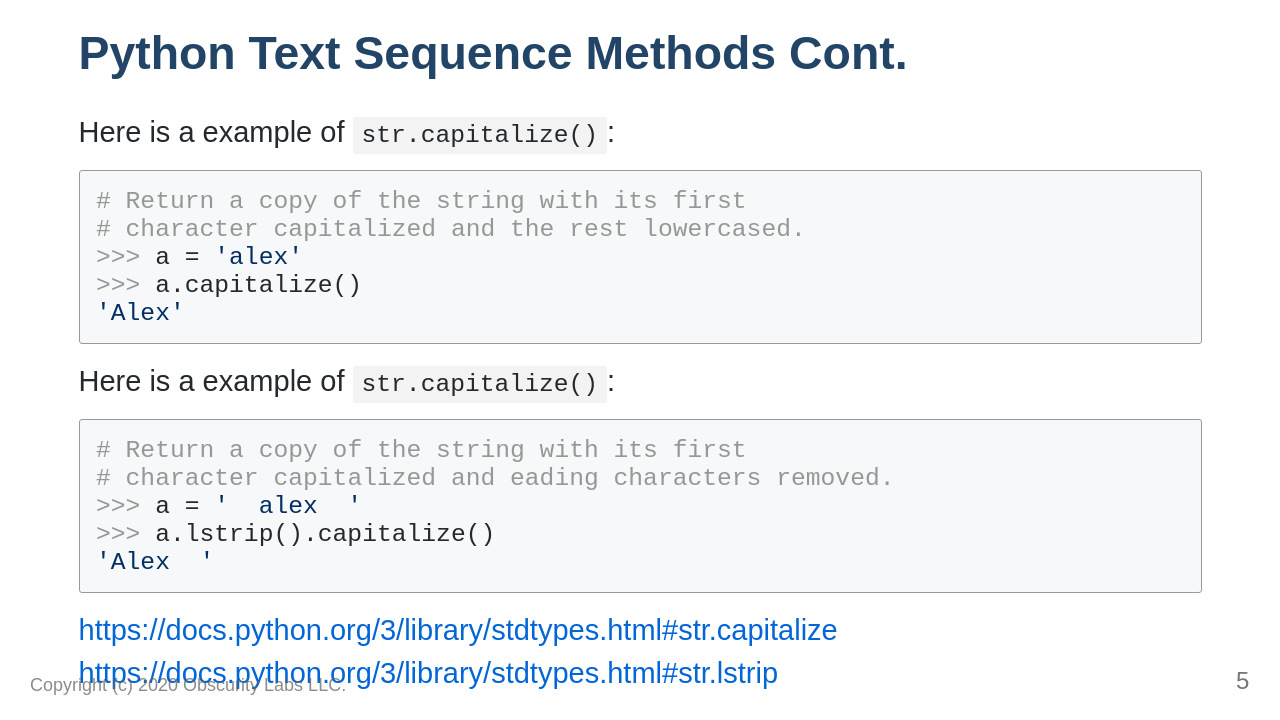 Python Text Sequence Methods Cont.
Here is a example of str.capitalize():
# Return a copy of the string with its first
# character capitalized and the rest lowercased.
>>> a = 'alex'
>>> a.capitalize()
'Alex'
Here is a example of str.capitalize():
# Return a copy of the string with its first
# character capitalized and eading characters removed.
>>> a = '  alex  '
>>> a.lstrip().capitalize()
'Alex  '
https://docs.python.org/3/library/stdtypes.html#str.capitalize
https://docs.python.org/3/library/stdtypes.html#str.lstrip
Copyright (c) 2020 Obscurity Labs LLC.
5